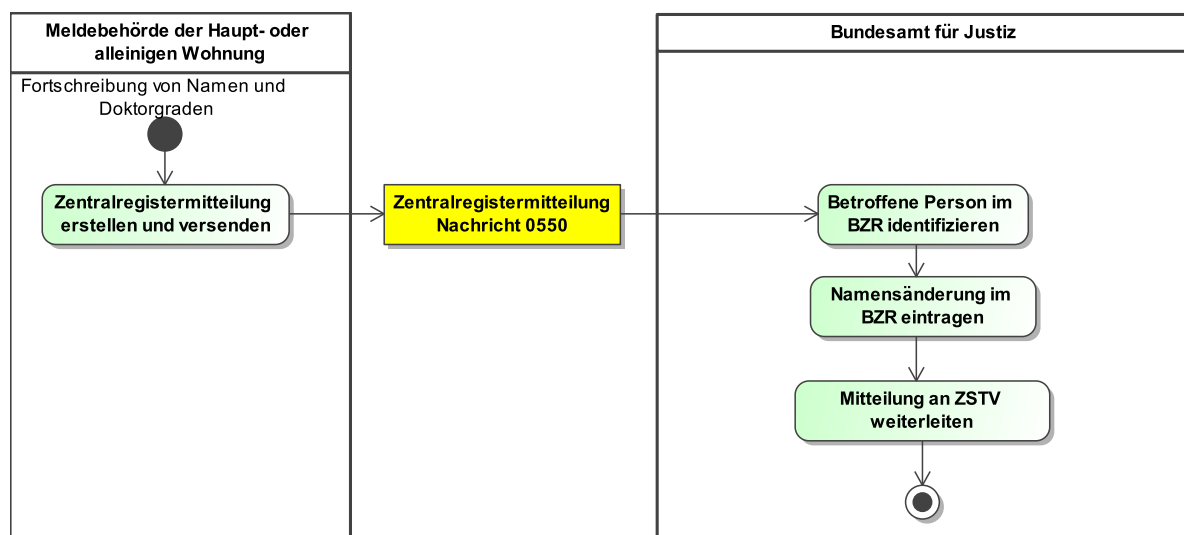 Meldebehörde der Haupt- oder
alleinigen Wohnung
Fortschreibung von Namen und
Doktorgraden
Zentralregistermitteilung
erstellen und versenden
Zentralregistermitteilung
Nachricht 0550
Bundesamt für Justiz
Betroffene Person im
BZR identifizieren
Namensänderung im
BZR eintragen
Mitteilung an ZSTV
weiterleiten